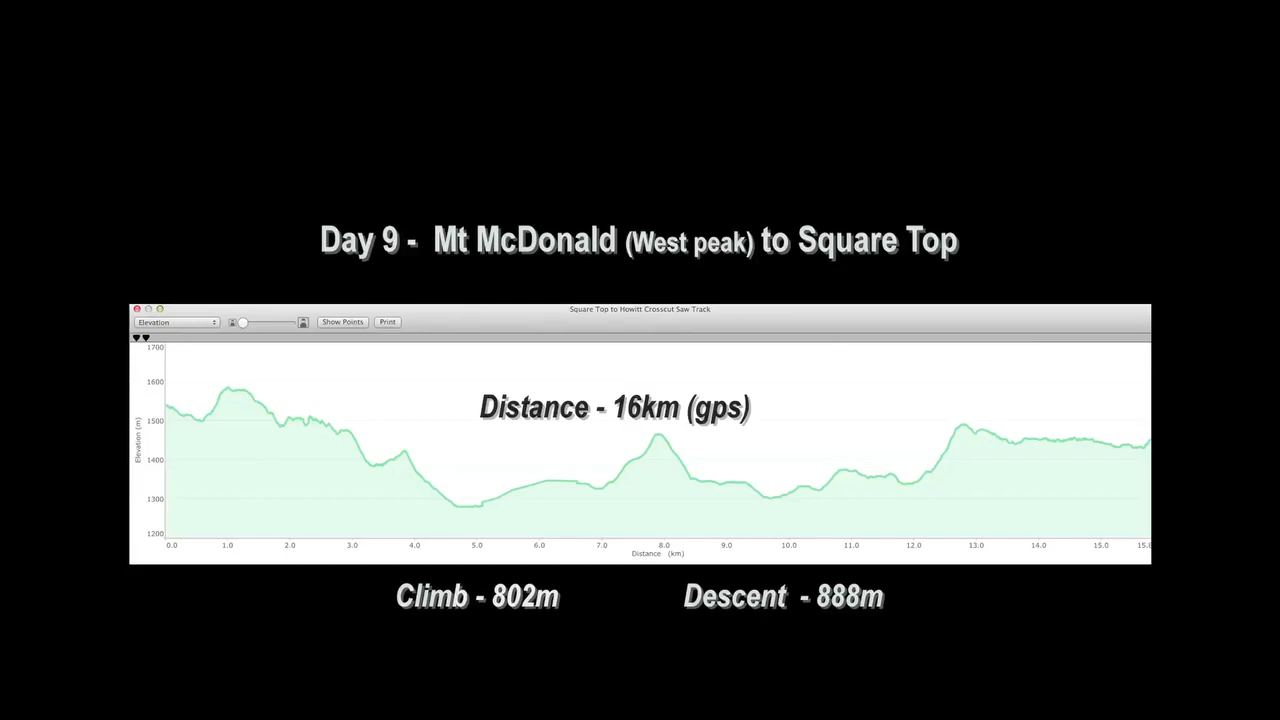 Day 9 - Mt McDonald (West peak) to Square Top
Square Top to Howitt Crosscut Saw Track
Elevation Show Points Print
1700
1600
Distance - 16km (gps)
1500
1400
1300
1200
Elevation (m)
0.0 1.0 2.0 3.0 4.0 5.0 6.0 7.0 8.0 9.0 10.0 11.0 12.0 13.0 14.0 15.0 15.8
Distance (km)
Climb - 802m Descent - 888m